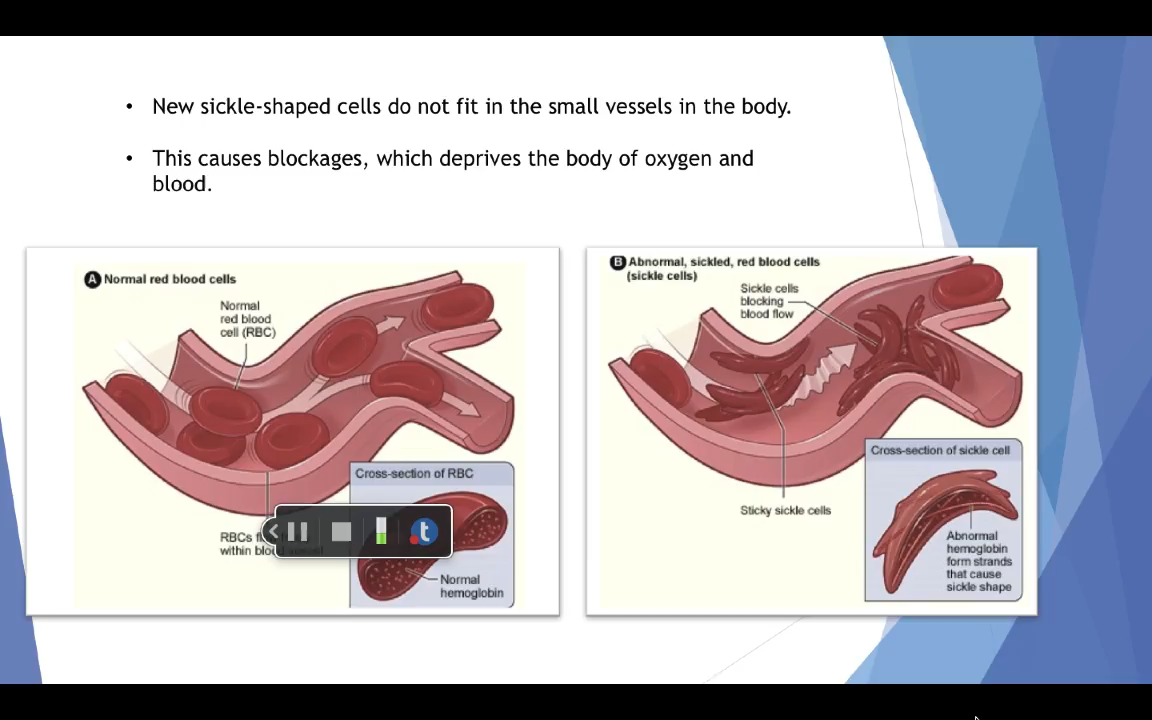 • New sickle-shaped cells do not fit in the small vessels in the body.
• This causes blockages, which deprives the body of oxygen and
blood.
A Normal red blood cells
Normal
red blood
cell (RBC)
RBCs
within
Cross-section of RBC
t
Normal
hemoglobin
B Abnormal, sickled, red blood cells
(sickle cells)
Sickle cells
blocking
blood flow
Sticky sickle cells
Cross-section of sickle cell
Abnormal
hemoglobin
form strands
that cause
sickle shape